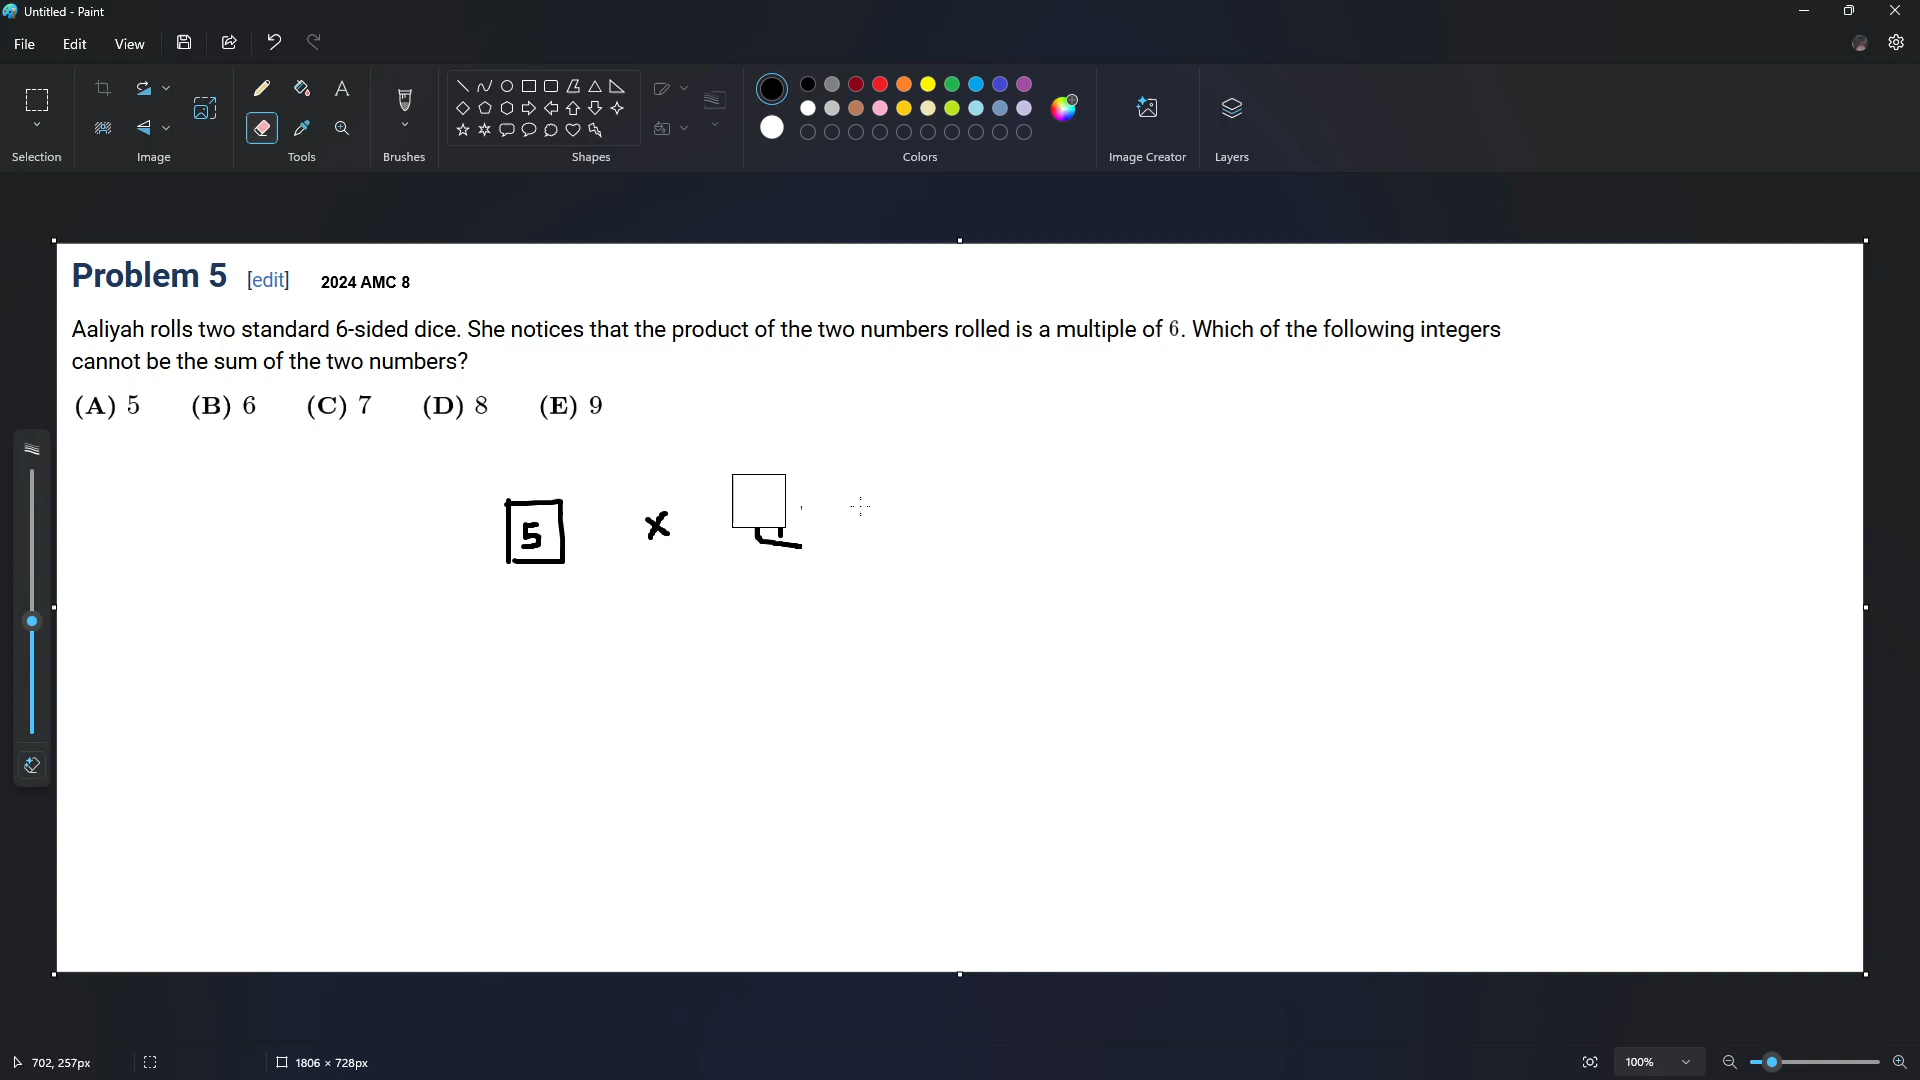 Untitled - Paint
File Edit View
Selection Image Tools Brushes Shapes Colors Image Creator Layers
Problem 5 [edit] 2024 AMC 8
Aaliyah rolls two standard 6-sided dice. She notices that the product of the two numbers rolled is a multiple of 6. Which of the following integers
cannot be the sum of the two numbers?
(A) 5 (B) 6 (C) 7 (D) 8 (E) 9
5 x
702, 257px 1806 × 728px 100%